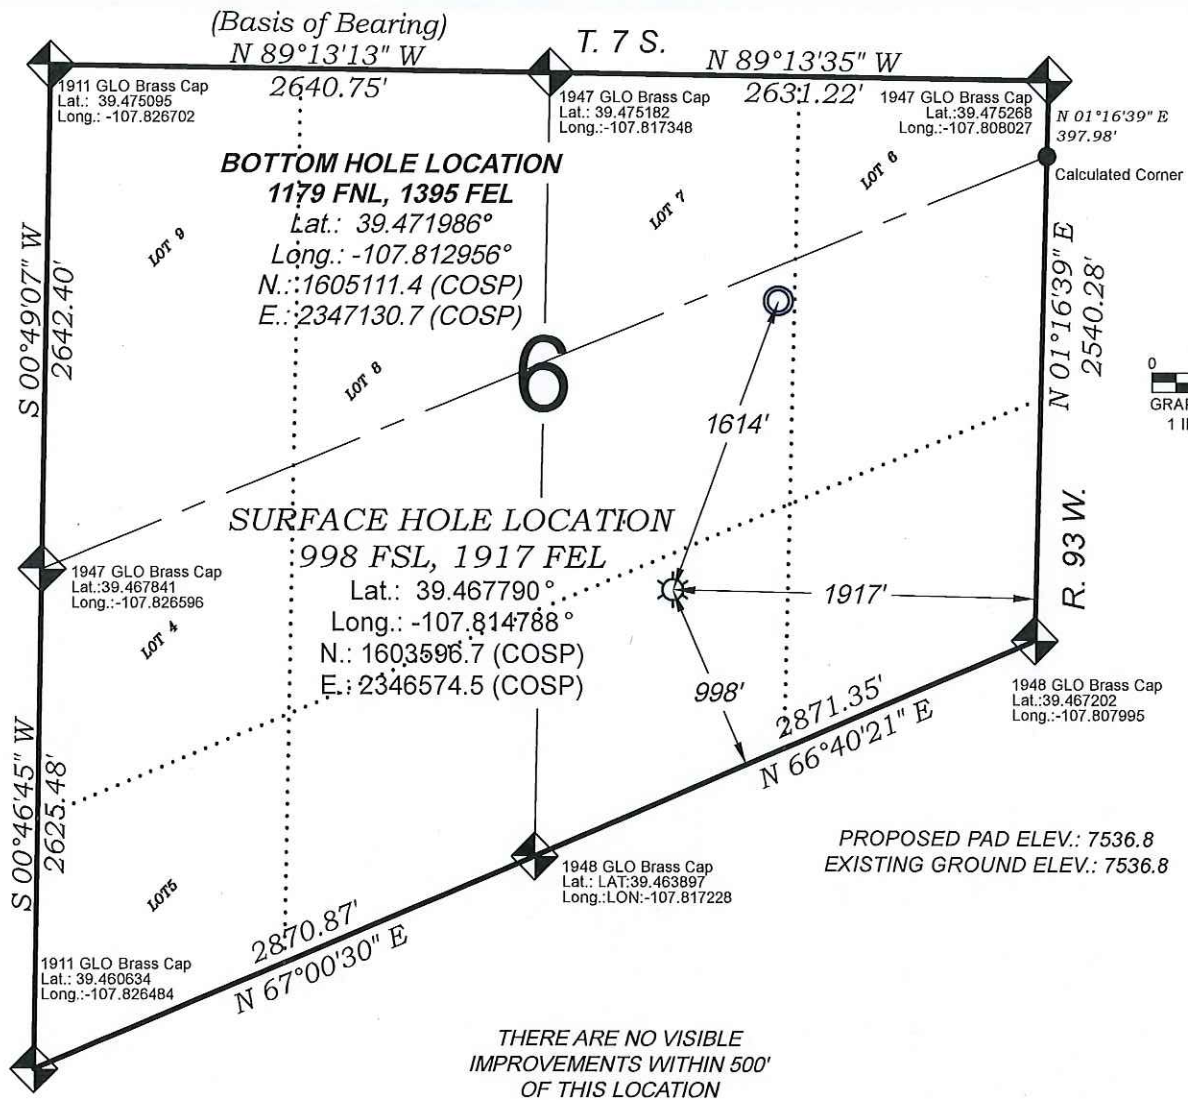 (Basis of Bearing)
N 89°13'13" W
2640.75'
T. 7 S.
N 89°13'35" W
2631.22'
1911 GLO Brass Cap
Lat.: 39.475095
Long.: -107.826702
1947 GLO Brass Cap
Lat.: 39.475182
Long.:-107.817348
1947 GLO Brass Cap
Lat.:39.475268
Long.:-107.808027
N 01°16'39" E
397.98'
Calculated Corner
BOTTOM HOLE LOCATION
1179 FNL, 1395 FEL
Lat.: 39.471986°
Long.: -107.812956°
N.: 1605111.4 (COSP)
E.: 2347130.7 (COSP)
LOT 9
LOT 7
LOT 6
LOT 8
S 00°49'07" W
2642.40'
N 01°16'39" E
2540.28'
6
0
GRAP
1 II
1614'
SURFACE HOLE LOCATION
998 FSL, 1917 FEL
Lat.: 39.467790°
Long.: -107.814788°
N.: 1603596.7 (COSP)
E.: 2346574.5 (COSP)
1947 GLO Brass Cap
Lat.:39.467841
Long.:-107.826596
LOT 4
1917'
998'
R. 93 W.
1948 GLO Brass Cap
Lat.:39.467202
Long.:-107.807995
2871.35'
N 66°40'21" E
S 00°46'45" W
2625.48'
PROPOSED PAD ELEV.: 7536.8
EXISTING GROUND ELEV.: 7536.8
1948 GLO Brass Cap
Lat.: LAT:39.463897
Long.:LON:-107.817228
LOT5
2870.87'
N 67°00'30" E
1911 GLO Brass Cap
Lat.: 39.460634
Long.:-107.826484
THERE ARE NO VISIBLE
IMPROVEMENTS WITHIN 500'
OF THIS LOCATION